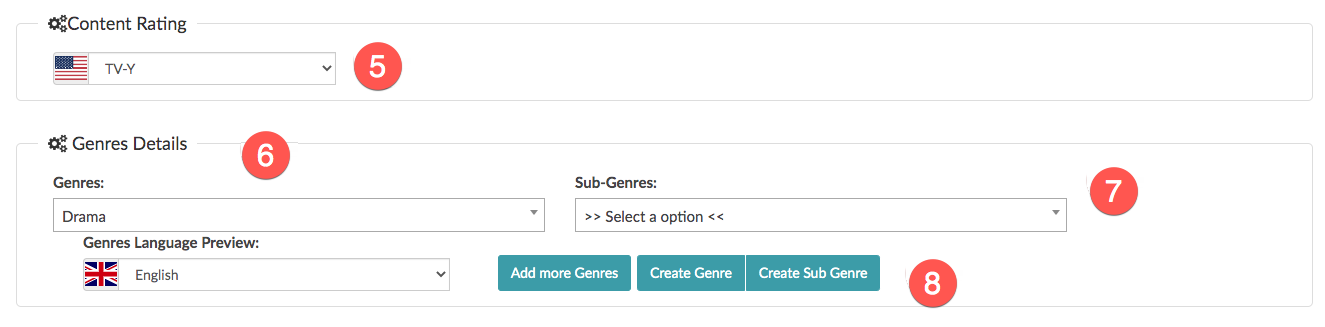 Content Rating
TV-Y
5
Genres Details
6
Genres:
Sub-Genres:
7
Drama
>> Select a option <<
Genres Language Preview:
English
Add more Genres
Create Genre
Create Sub Genre
8